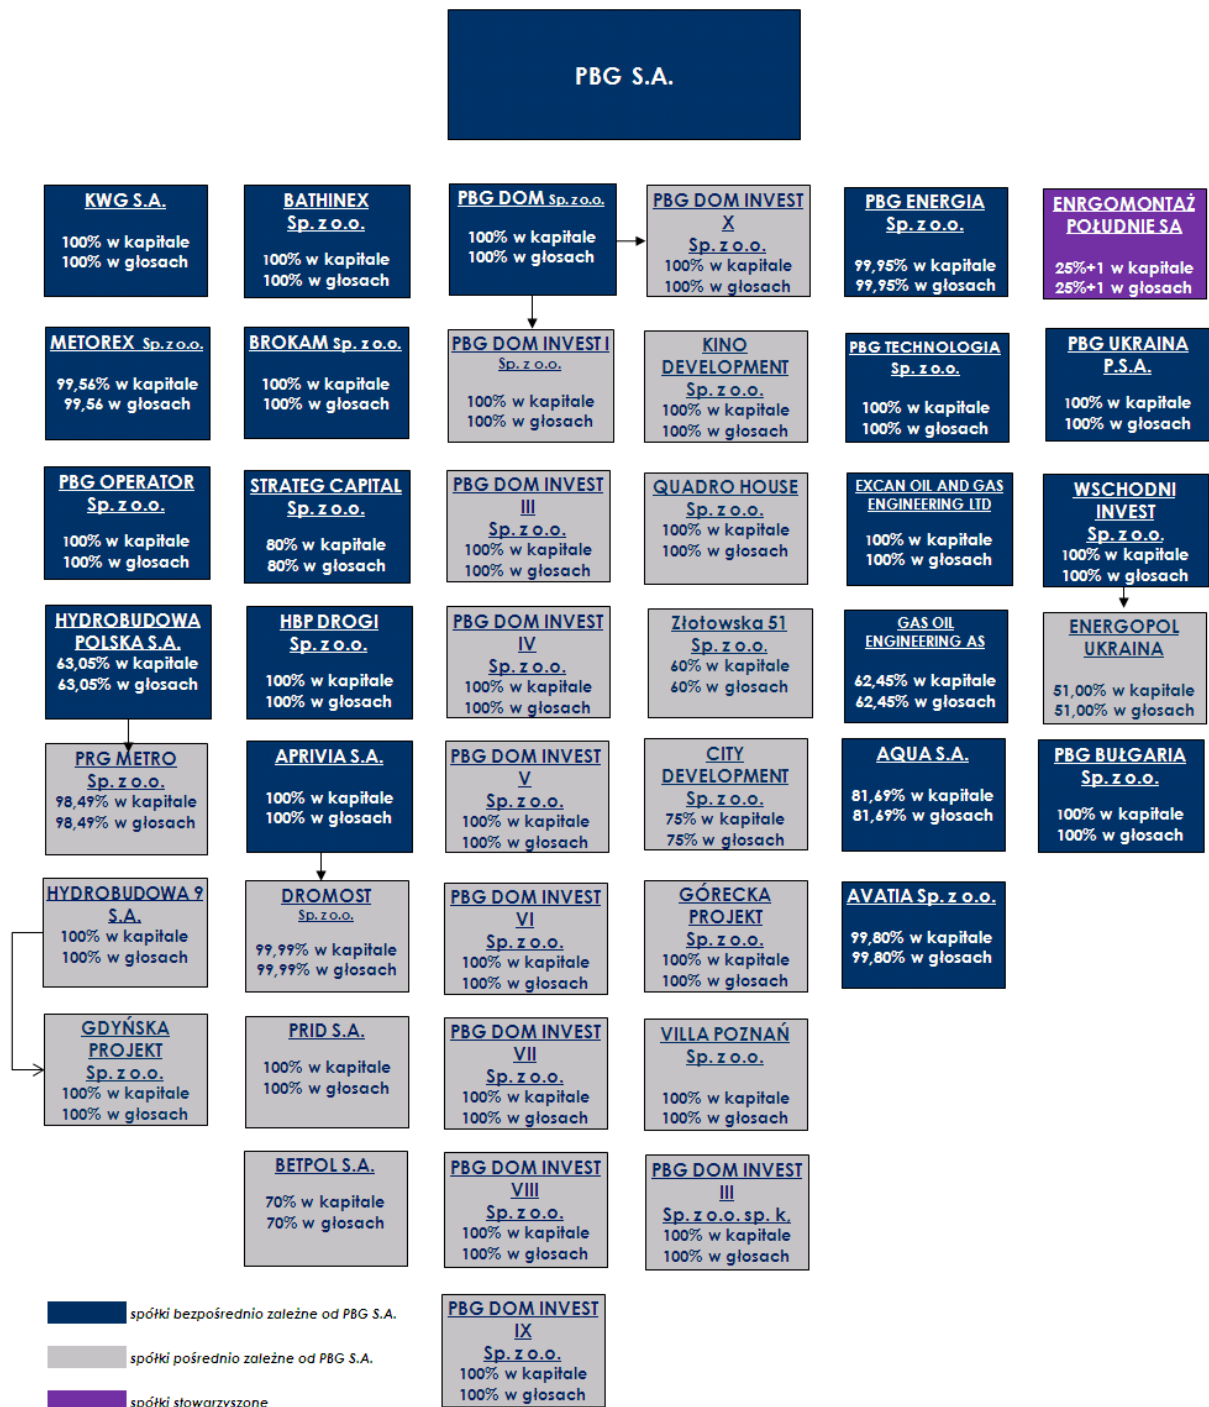 PBG S.A.
KWG S.A.
100% w kapitale
100% w głosach
METOREX Sp. z o.o.
99,56% w kapitale
99,56 w głosach
PBG OPERATOR
Sp. z o.o.
100% w kapitale
100% w głosach
HYDROBUDOWA
POLSKA S.A.
63,05% w kapitale
63,05% w głosach
PRG METRO
Sp. z o.o.
98,49% w kapitale
98,49% w głosach
HYDROBUDOWA 9
S.A.
100% w kapitale
100% w głosach
GDYŃSKA
PROJEKT
Sp. z o.o.
100% w kapitale
100% w głosach
BATHINEX
Sp. z o.o.
100% w kapitale
100% w głosach
BROKAM Sp. z o.o.
100% w kapitale
100% w głosach
STRATEG CAPITAL
Sp. z o.o.
80% w kapitale
80% w głosach
HBP DROGI
Sp. z o.o.
100% w kapitale
100% w głosach
APRIVIA S.A.
100% w kapitale
100% w głosach
DROMOST
Sp. z o.o.
99,99% w kapitale
99,99% w głosach
PRID S.A.
100% w kapitale
100% w głosach
BETPOL S.A.
70% w kapitale
70% w głosach
PBG DOM Sp. z o.o.
100% w kapitale
100% w głosach
PBG DOM INVEST I
Sp. z o.o.
100% w kapitale
100% w głosach
PBG DOM INVEST
III
Sp. z o.o.
100% w kapitale
100% w głosach
PBG DOM INVEST
IV
Sp. z o.o.
100% w kapitale
100% w głosach
PBG DOM INVEST
V
Sp. z o.o.
100% w kapitale
100% w głosach
PBG DOM INVEST
VI
Sp. z o.o.
100% w kapitale
100% w głosach
PBG DOM INVEST
VII
Sp. z o.o.
100% w kapitale
100% w głosach
PBG DOM INVEST
VIII
Sp. z o.o.
100% w kapitale
100% w głosach
PBG DOM INVEST
IX
Sp. z o.o.
100% w kapitale
100% w głosach
PBG DOM INVEST
X
Sp. z o.o.
100% w kapitale
100% w głosach
KINO
DEVELOPMENT
Sp. z o.o.
100% w kapitale
100% w głosach
QUADRO HOUSE
Sp. z o.o.
100% w kapitale
100% w głosach
Złotowska 51
Sp. z o.o.
60% w kapitale
60% w głosach
CITY
DEVELOPMENT
Sp. z o.o.
75% w kapitale
75% w głosach
GÓRECKA
PROJEKT
Sp. z o.o.
100% w kapitale
100% w głosach
VILLA POZNAŃ
Sp. z o.o.
100% w kapitale
100% w głosach
PBG DOM INVEST
III
Sp. z o.o. sp. k.
100% w kapitale
100% w głosach
PBG ENERGIA
Sp. z o.o.
99,95% w kapitale
99,95% w głosach
PBG TECHNOLOGIA
Sp. z o.o.
100% w kapitale
100% w głosach
EXCAN OIL AND GAS
ENGINEERING LTD
100% w kapitale
100% w głosach
GAS OIL
ENGINEERING AS
62,45% w kapitale
62,45% w głosach
AQUA S.A.
81,69% w kapitale
81,69% w głosach
AVATIA Sp. z o.o.
99,80% w kapitale
99,80% w głosach
ENRGOMONTAŻ
POŁUDNIE SA
25%+1 w kapitale
25%+1 w głosach
PBG UKRAINA
P.S.A.
100% w kapitale
100% w głosach
WSCHODNI
INVEST
Sp. z o.o.
100% w kapitale
100% w głosach
ENERGOPOL
UKRAINA
51,00% w kapitale
51,00% w głosach
PBG BUŁGARIA
Sp. z o.o.
100% w kapitale
100% w głosach
spółki bezpośrednio zależne od PBG S.A.
spółki pośrednio zależne od PBG S.A.
spółki stowarzyszone